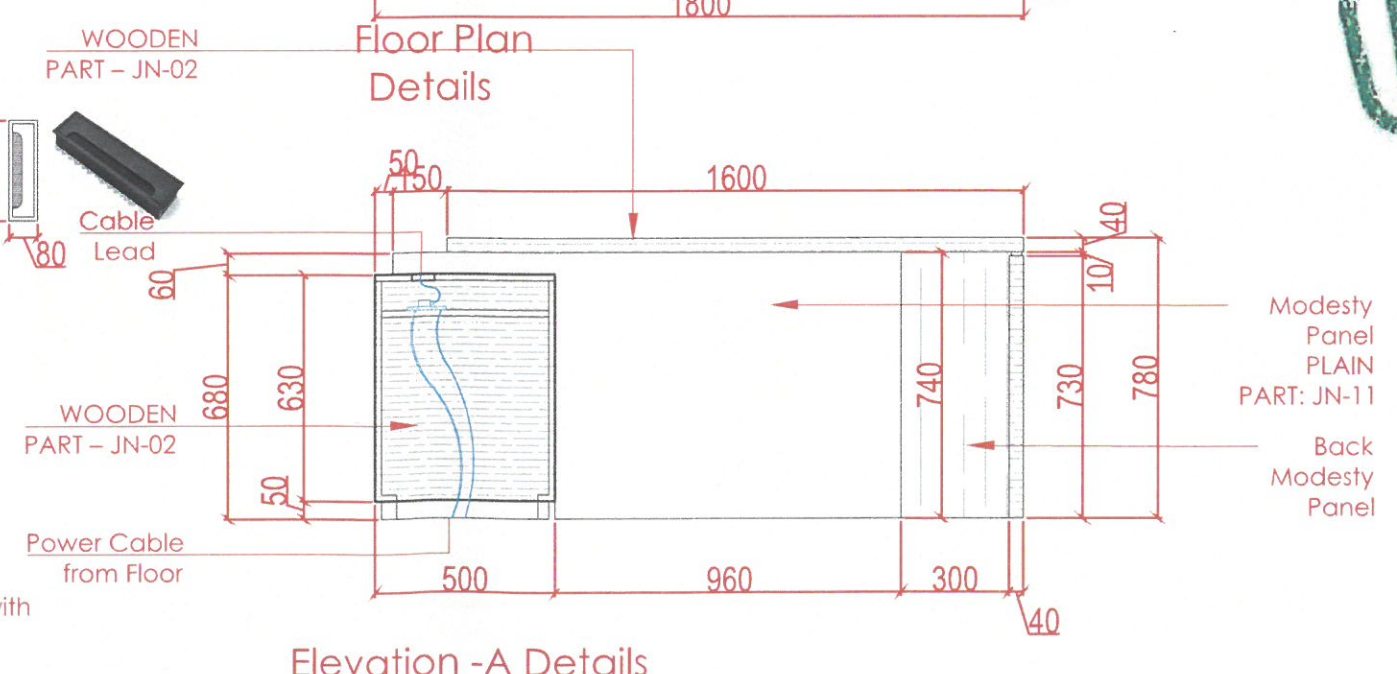 1800
WOODEN
PART – JN-02
Floor Plan
Details
50
150
1600
Cable
Lead
80
60
40
10
Modesty
Panel
PLAIN
PART: JN-11
680
630
740
730
780
WOODEN
PART – JN-02
Back
Modesty
Panel
50
Power Cable
from Floor
500
960
300
40
with
Elevation -A Details